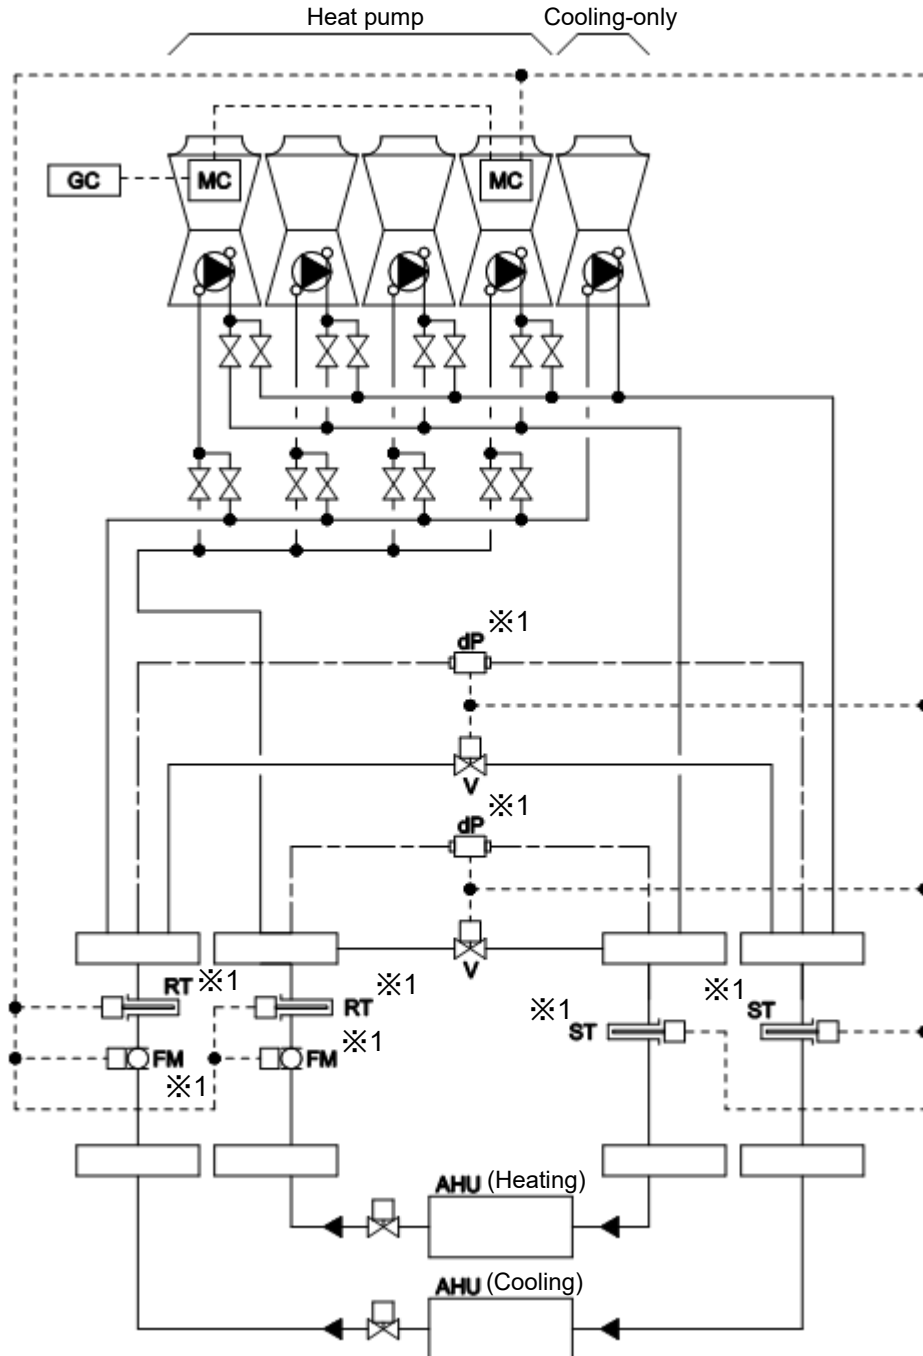 Heat pump
Cooling-only
GC
MC
MC
※1
dP
V
※1
dP
V
RT ※1
RT ※1
※1 ST
※1 ST
FM ※1
FM ※1
AHU (Heating)
AHU (Cooling)